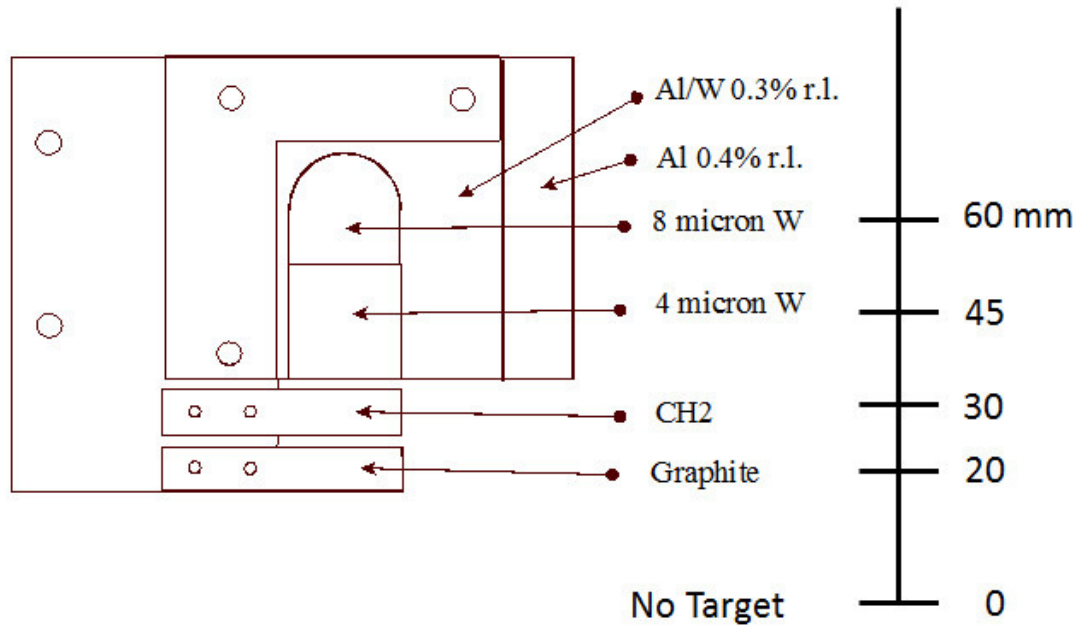 Al/W 0.3% r.l.
Al 0.4% r.l.
8 micron W
60 mm
4 micron W
45
CH2
30
Graphite
20
No Target
0